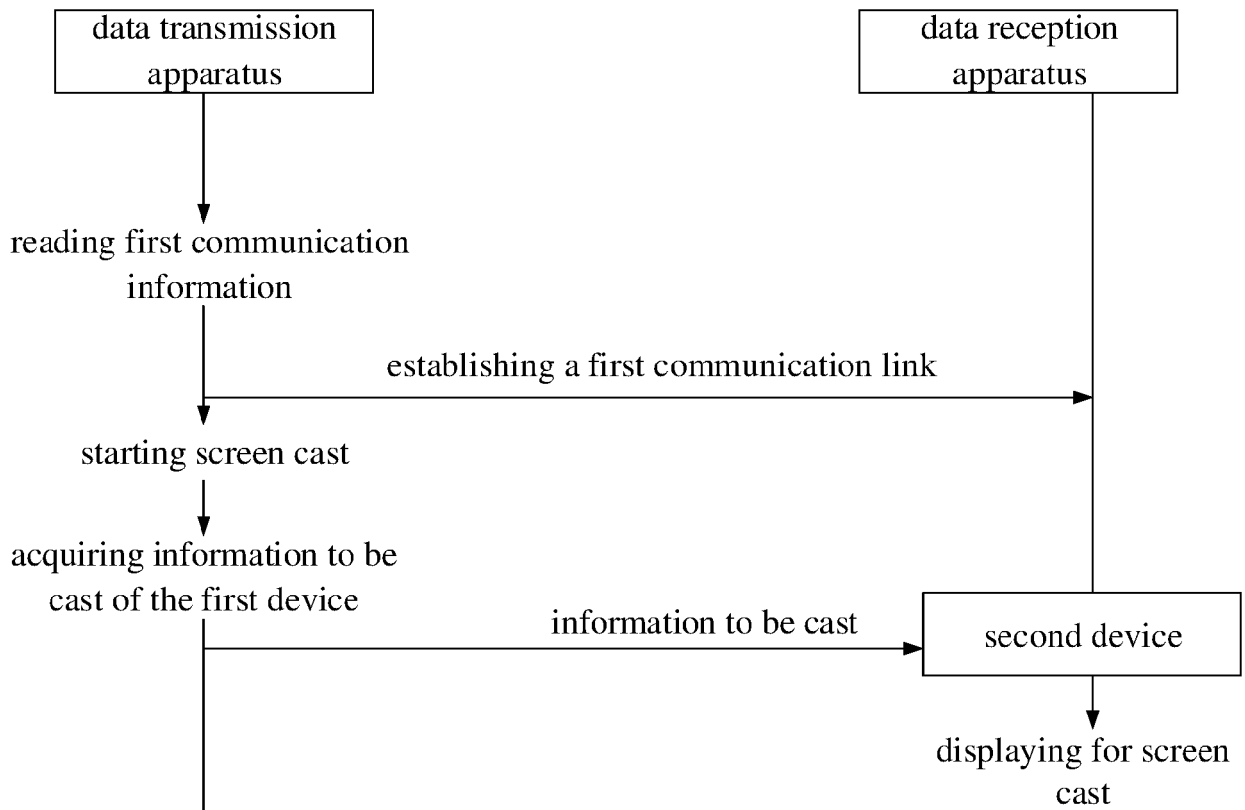 data transmission
apparatus
data reception
apparatus
reading first communication
information
establishing a first communication link
starting screen cast
acquiring information to be
cast of the first device
information to be cast
second device
displaying for screen
cast